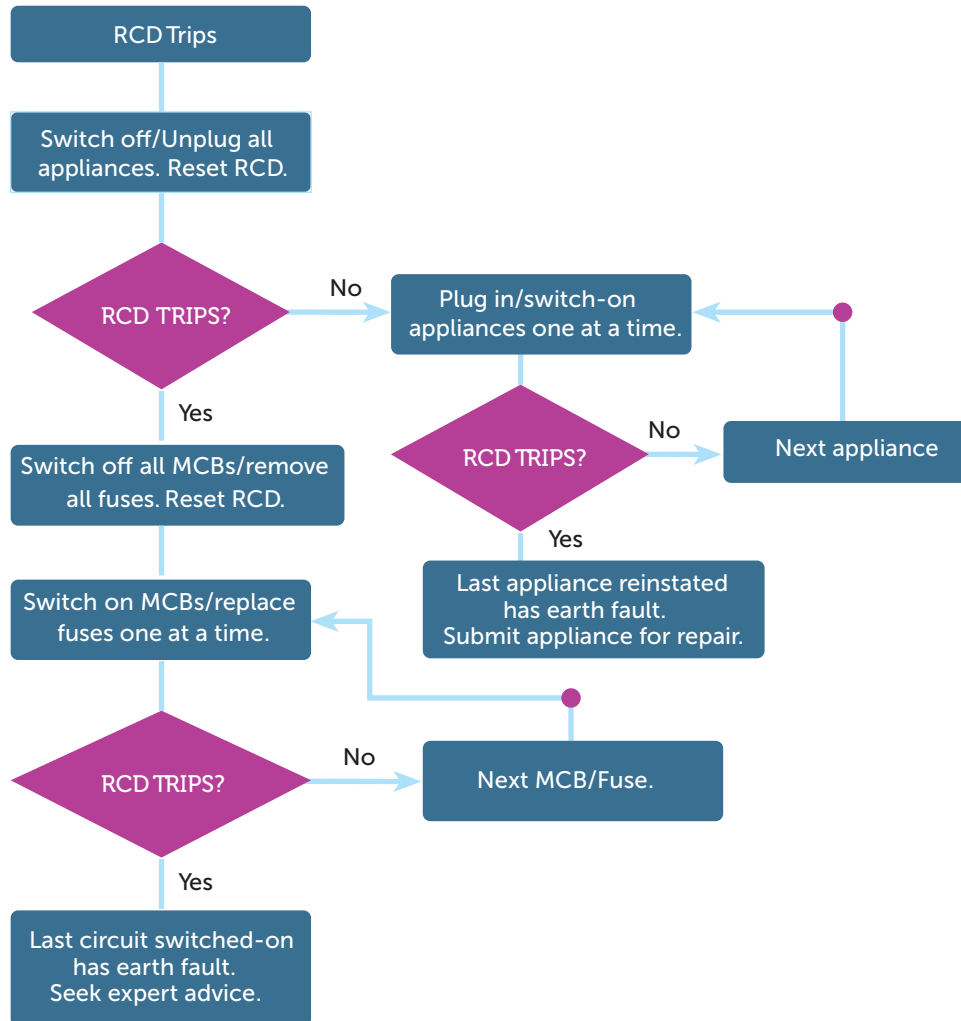 RCD Trips
Switch off/Unplug all
appliances. Reset RCD.
RCD TRIPS?
No
Plug in/switch-on
appliances one at a time.
Yes
RCD TRIPS?
No
Next appliance
Switch off all MCBs/remove
all fuses. Reset RCD.
Yes
Last appliance reinstated
has earth fault.
Submit appliance for repair.
Switch on MCBs/replace
fuses one at a time.
RCD TRIPS?
No
Next MCB/Fuse.
Yes
Last circuit switched-on
has earth fault.
Seek expert advice.